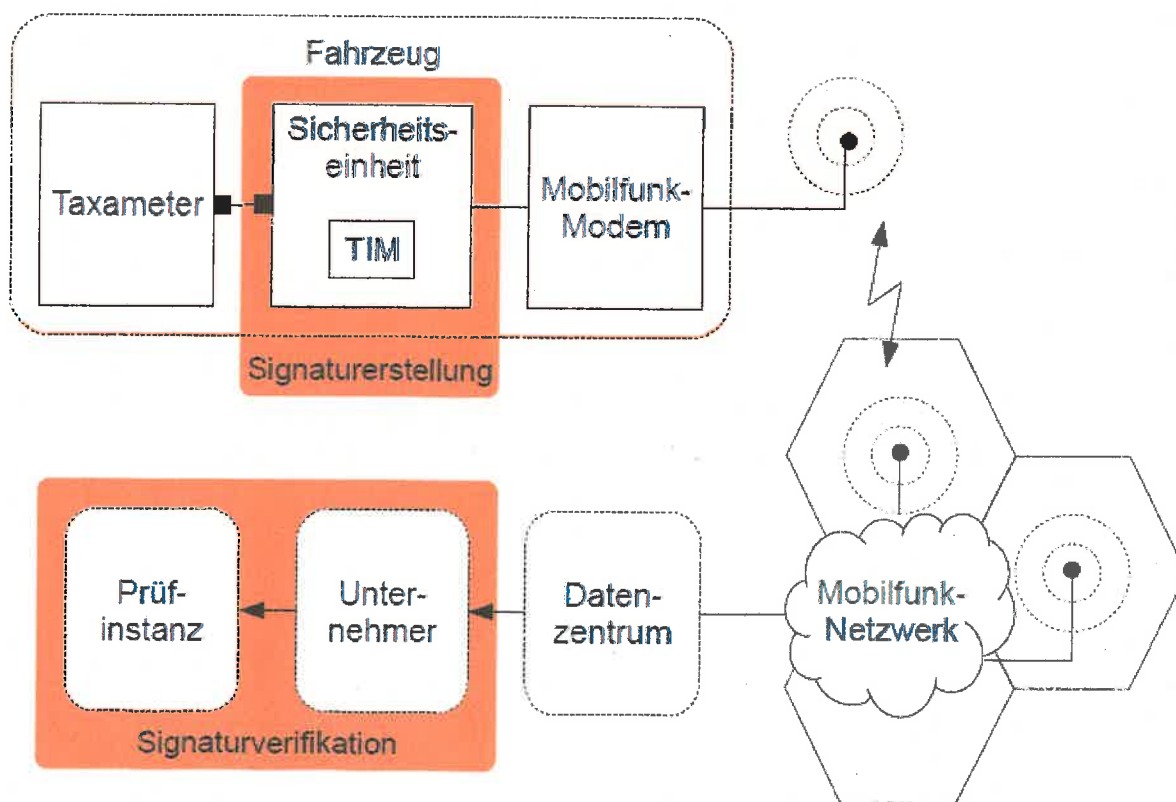 Fahrzeug
Taxameter
Sicherheits-
einheit
TIM
Mobilfunk-
Modem
Signaturerstellung
Prüf-
instanz
Unter-
nehmer
Daten-
zentrum
Mobilfunk-
Netzwerk
Signaturverifikation